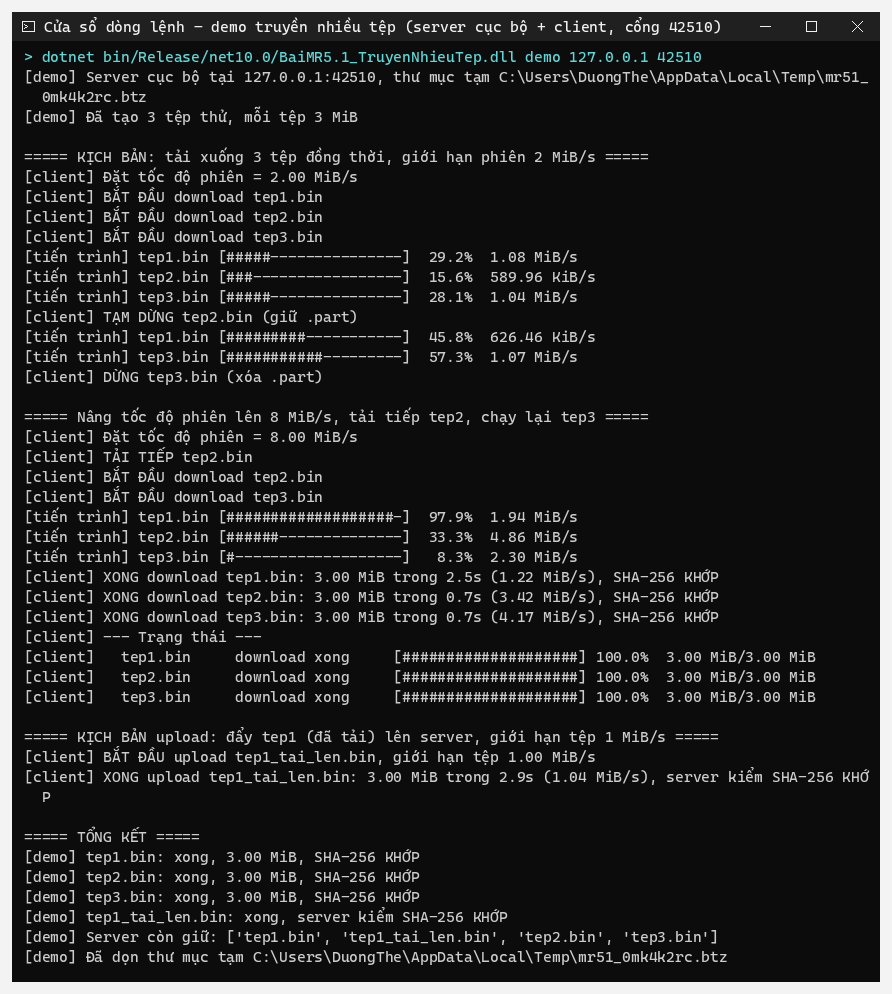 Cửa sổ dòng lệnh — demo truyền nhiều tệp (server cục bộ + client, cổng 42510)
> dotnet bin/Release/net10.0/BaiMR5.1_TruyenNhieuTep.dll demo 127.0.0.1 42510
[demo] Server cục bộ tại 127.0.0.1:42510, thư mục tạm C:\Users\DuongThe\AppData\Local\Temp\mr51_
0mk4k2rc.btz
[demo] Đã tạo 3 tệp thử, mỗi tệp 3 MiB
===== KỊCH BẢN: tải xuống 3 tệp đồng thời, giới hạn phiên 2 MiB/s =====
[client] Đặt tốc độ phiên = 2.00 MiB/s
[client] BẮT ĐẦU download tep1.bin
[client] BẮT ĐẦU download tep2.bin
[client] BẮT ĐẦU download tep3.bin
[tiến trình] tep1.bin [#####---------------]  29.2%  1.08 MiB/s
[tiến trình] tep2.bin [###-----------------]  15.6%  589.96 KiB/s
[tiến trình] tep3.bin [#####---------------]  28.1%  1.04 MiB/s
[client] TẠM DỪNG tep2.bin (giữ .part)
[tiến trình] tep1.bin [#########-----------]  45.8%  626.46 KiB/s
[tiến trình] tep3.bin [###########---------]  57.3%  1.07 MiB/s
[client] DỪNG tep3.bin (xóa .part)
===== Nâng tốc độ phiên lên 8 MiB/s, tải tiếp tep2, chạy lại tep3 =====
[client] Đặt tốc độ phiên = 8.00 MiB/s
[client] TẢI TIẾP tep2.bin
[client] BẮT ĐẦU download tep2.bin
[client] BẮT ĐẦU download tep3.bin
[tiến trình] tep1.bin [###################-]  97.9%  1.94 MiB/s
[tiến trình] tep2.bin [######--------------]  33.3%  4.86 MiB/s
[tiến trình] tep3.bin [#-------------------]   8.3%  2.30 MiB/s
[client] XONG download tep1.bin: 3.00 MiB trong 2.5s (1.22 MiB/s), SHA-256 KHỚP
[client] XONG download tep2.bin: 3.00 MiB trong 0.7s (3.42 MiB/s), SHA-256 KHỚP
[client] XONG download tep3.bin: 3.00 MiB trong 0.7s (4.17 MiB/s), SHA-256 KHỚP
[client] --- Trạng thái ---
[client]   tep1.bin     download xong     [####################] 100.0%  3.00 MiB/3.00 MiB
[client]   tep2.bin     download xong     [####################] 100.0%  3.00 MiB/3.00 MiB
[client]   tep3.bin     download xong     [####################] 100.0%  3.00 MiB/3.00 MiB
===== KỊCH BẢN upload: đẩy tep1 (đã tải) lên server, giới hạn tệp 1 MiB/s =====
[client] BẮT ĐẦU upload tep1_tai_len.bin, giới hạn tệp 1.00 MiB/s
[client] XONG upload tep1_tai_len.bin: 3.00 MiB trong 2.9s (1.04 MiB/s), server kiểm SHA-256 KHỚ
P
===== TỔNG KẾT =====
[demo] tep1.bin: xong, 3.00 MiB, SHA-256 KHỚP
[demo] tep2.bin: xong, 3.00 MiB, SHA-256 KHỚP
[demo] tep3.bin: xong, 3.00 MiB, SHA-256 KHỚP
[demo] tep1_tai_len.bin: xong, server kiểm SHA-256 KHỚP
[demo] Server còn giữ: ['tep1.bin', 'tep1_tai_len.bin', 'tep2.bin', 'tep3.bin']
[demo] Đã dọn thư mục tạm C:\Users\DuongThe\AppData\Local\Temp\mr51_0mk4k2rc.btz